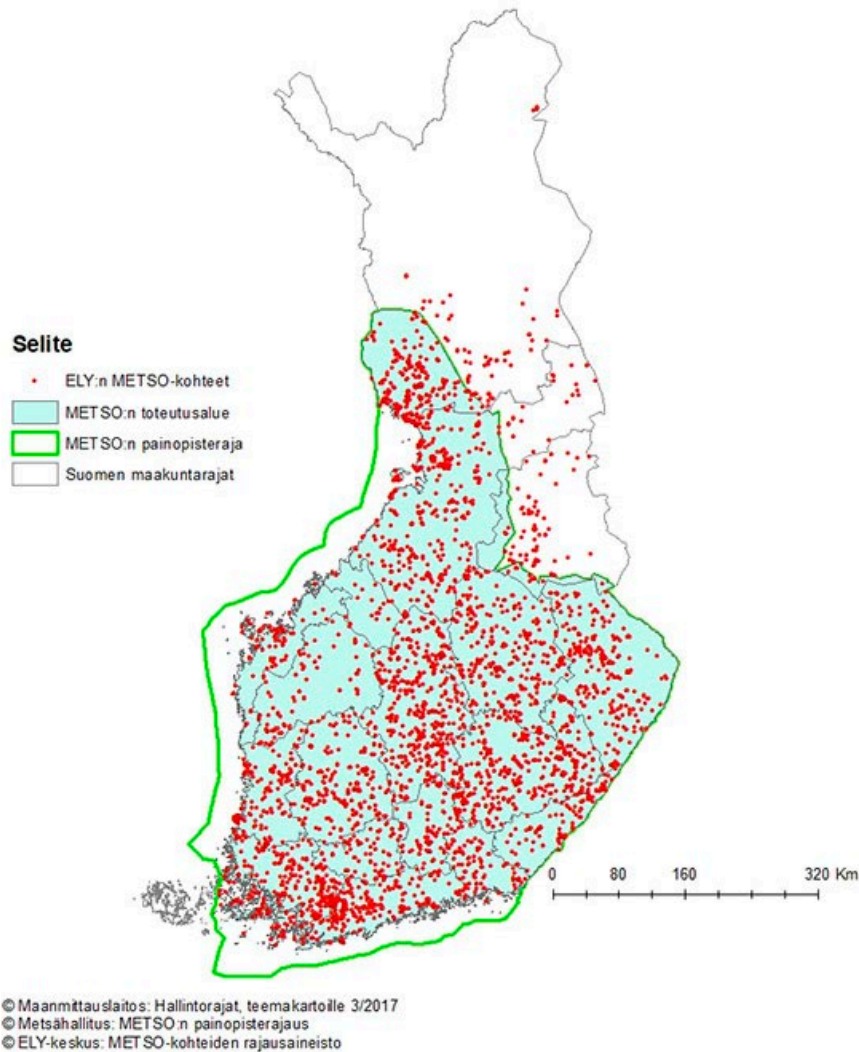 Selite
ELY:n METSO-kohteet
METSO:n toteutusalue
METSO:n painopisteraja
Suomen maakuntarajat
0 80 160 320 Km
© Maanmittauslaitos: Hallintorajat, teemakartoille 3/2017
© Metsähallitus: METSO:n painopisterajaus
© ELY-keskus: METSO-kohteiden rajausaineisto